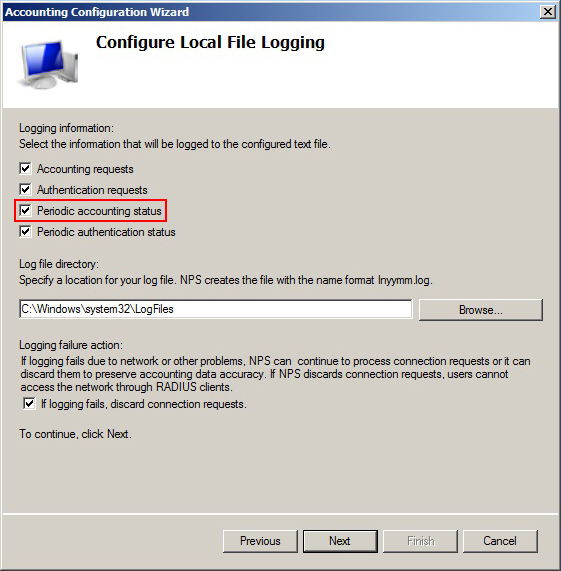 Accounting Configuration Wizard
Configure Local File Logging
Logging information:
Select the information that will be logged to the configured text file.
Accounting requests
Authentication requests
Periodic accounting status
Periodic authentication status
Log file directory:
Specify a location for your log file. NPS creates the file with the name format Inyymm.log.
C:\Windows\system32\LogFiles
Browse...
Logging failure action:
If logging fails due to network or other problems, NPS can continue to process connection requests or it can
discard them to preserve accounting data accuracy. If NPS discards connection requests, users cannot
access the network through RADIUS clients.
If logging fails, discard connection requests.
To continue, click Next.
Previous
Next
Finish
Cancel